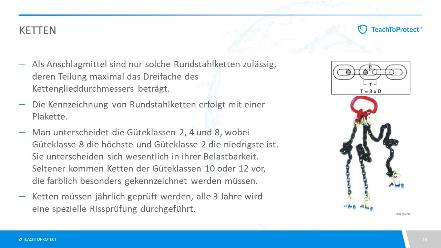 KETTEN
TeachToProtect
– Als Anschlagmittel sind nur solche Rundstahlketten zulässig,
deren Teilung maximal das Dreifache des
Kettenglieddurchmessers beträgt.
– Die Kennzeichnung von Rundstahlketten erfolgt mit einer
Plakette.
– Man unterscheidet die Güteklassen 2, 4 und 8, wobei
Güteklasse 8 die höchste und Güteklasse 2 die niedrigste ist.
Sie unterscheiden sich wesentlich in ihrer Belastbarkeit.
Seltener kommen Ketten der Güteklassen 10 oder 12 vor,
die farblich besonders gekennzeichnet werden müssen.
– Ketten müssen jährlich geprüft werden, alle 3 Jahre wird
eine spezielle Rissprüfung durchgeführt.
T = 3 x D
© TEACHTOPROTECT